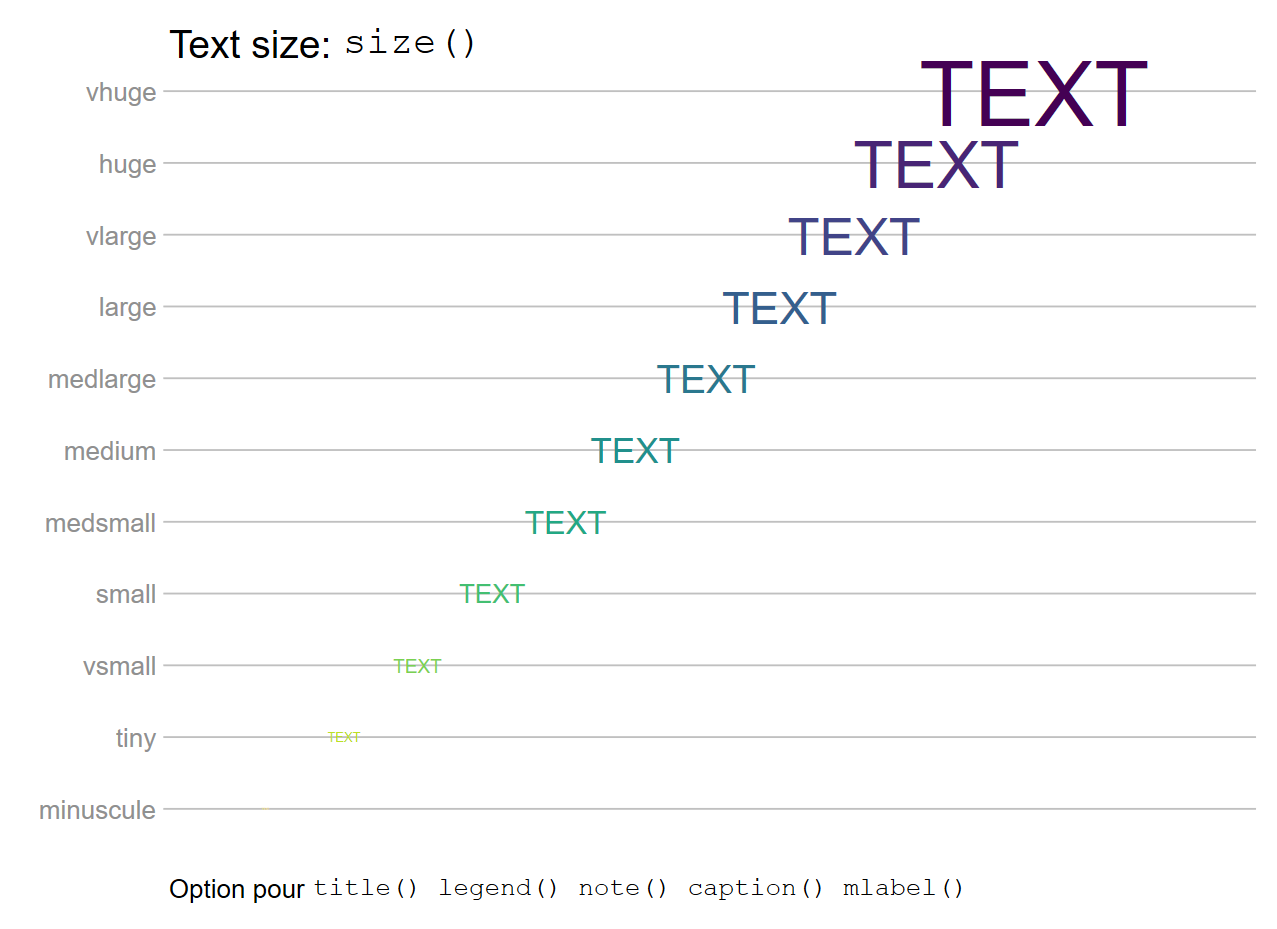 Text size: size()
vhuge TEXT
huge TEXT
vlarge TEXT
large TEXT
medlarge TEXT
medium TEXT
medsmall TEXT
small TEXT
vsmall TEXT
tiny TEXT
minuscule
Option pour title() legend() note() caption() mlabel()